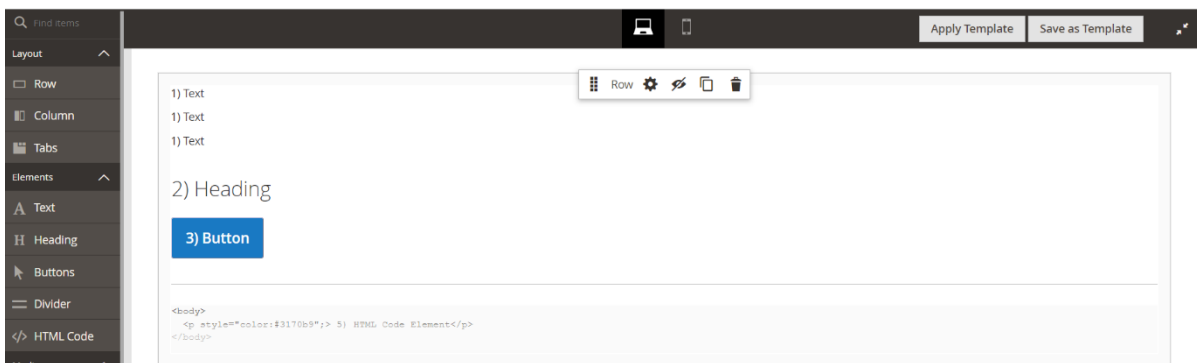 Find items
Apply Template
Save as Template
Layout
Row
Column
Tabs
Elements
Text
Heading
Buttons
Divider
HTML Code
Row
1) Text
1) Text
1) Text
2) Heading
3) Button
<body>
<p style="color:#3170b9";> 5) HTML Code Element</p>
</body>